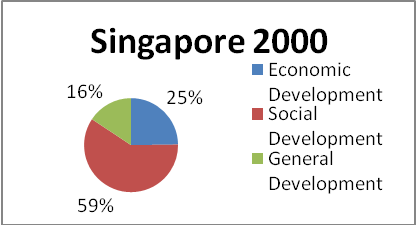 Singapore 2000
16%
25%
59%
Economic
Development
Social
Development
General
Development